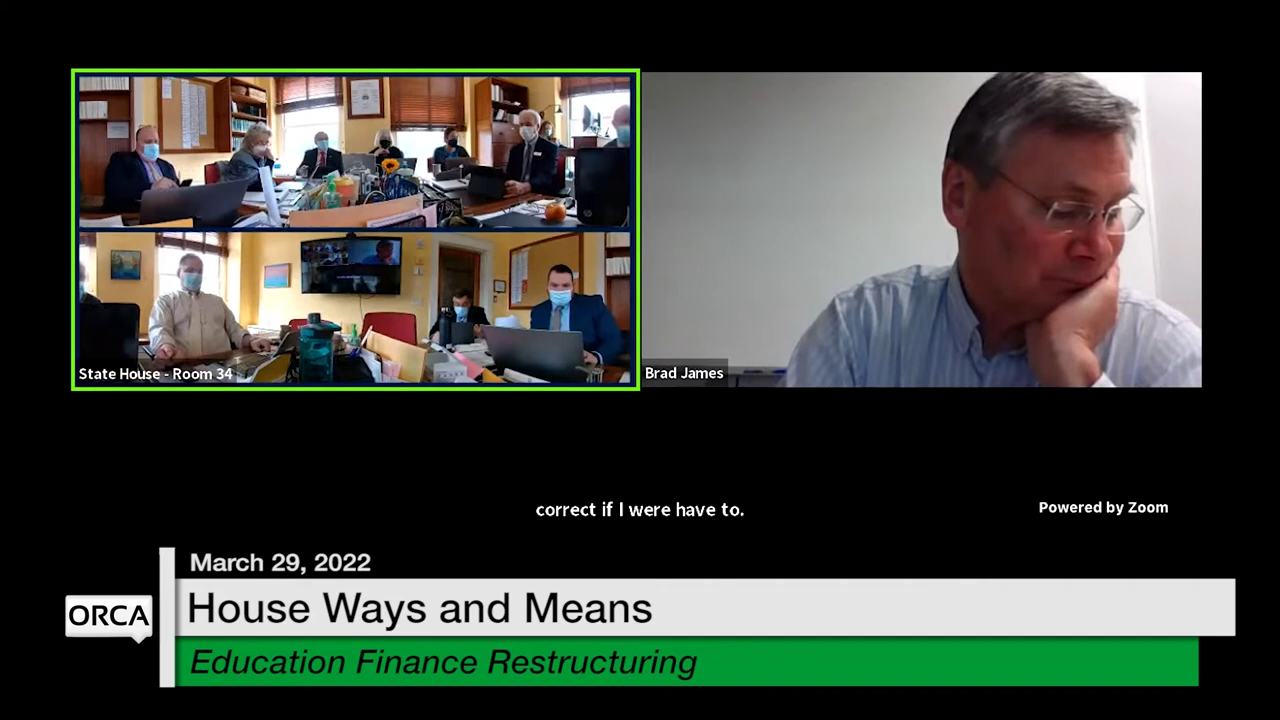 State House - Room 34
Brad James
correct if I were have to.
Powered by Zoom
March 29, 2022
ORCA
House Ways and Means
Education Finance Restructuring